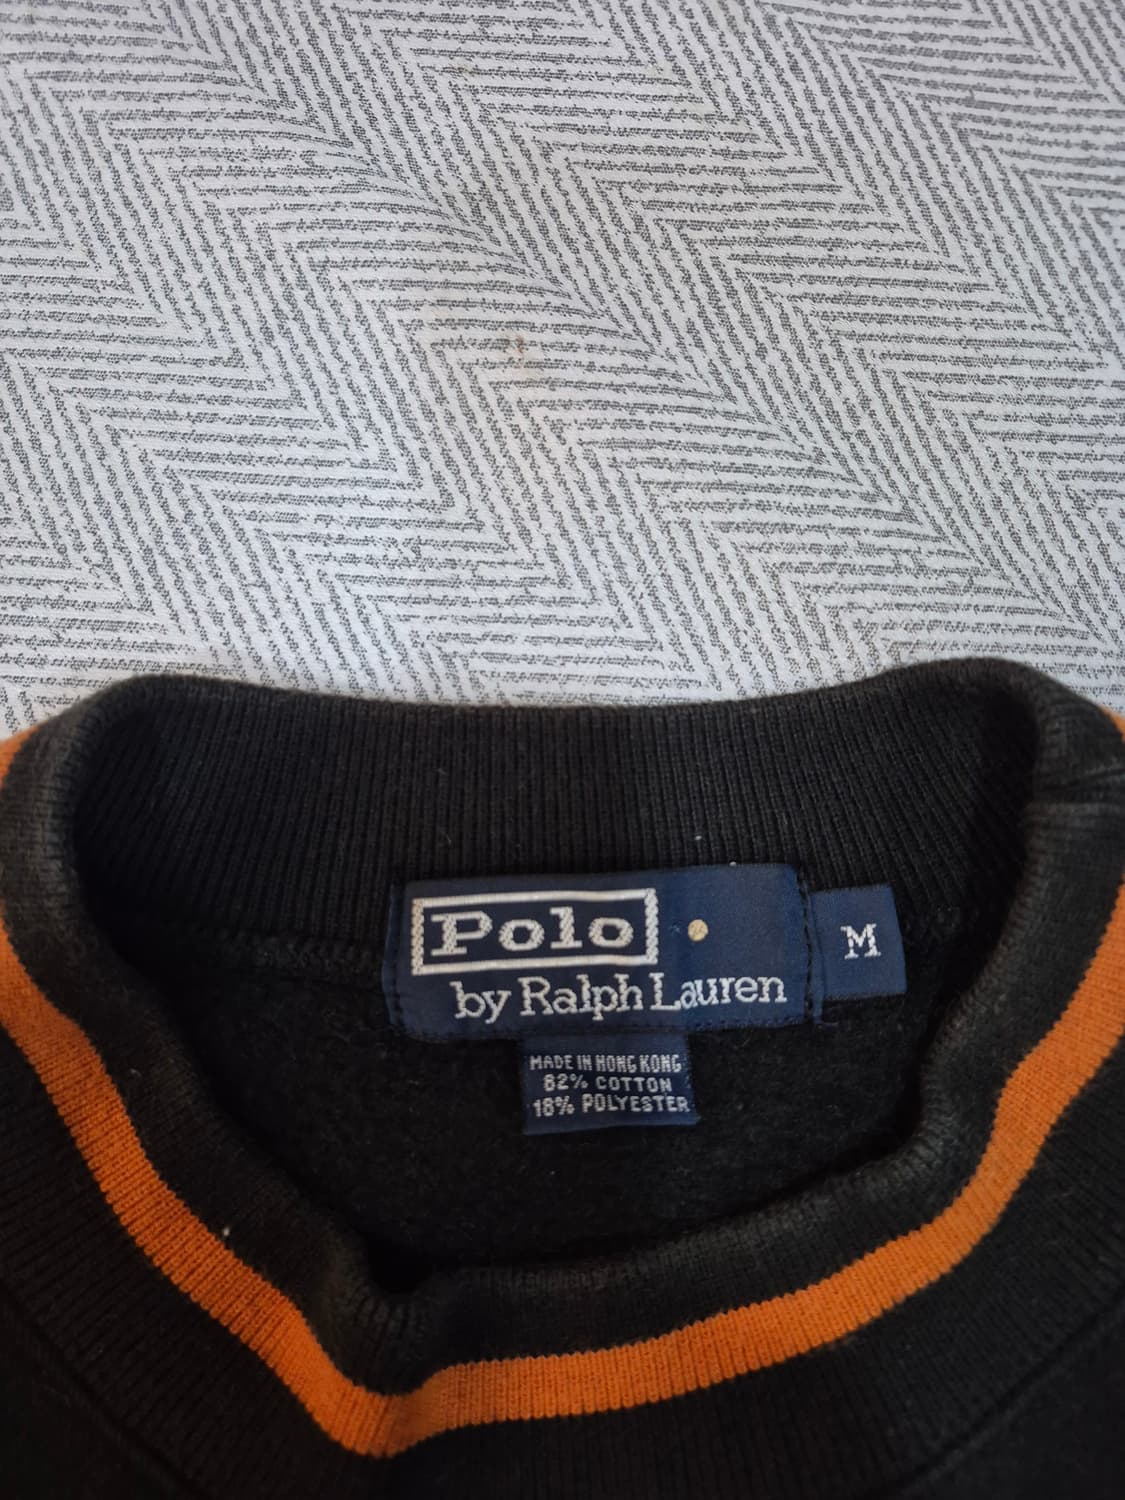 Polo
by Ralph Lauren
M
MADE IN HONG KONG
82% COTTON
18% POLYESTER